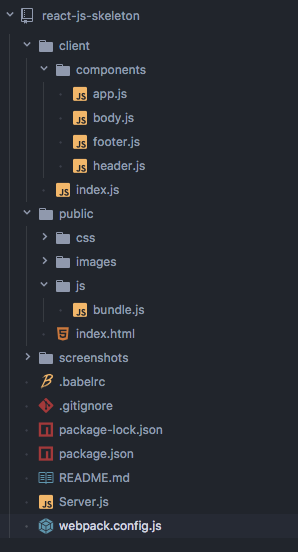 react-js-skeleton
client
components
JS app.js
JS body.js
JS footer.js
JS header.js
JS index.js
public
css
images
js
JS bundle.js
index.html
screenshots
.babelrc
.gitignore
package-lock.json
package.json
README.md
JS Server.js
webpack.config.js